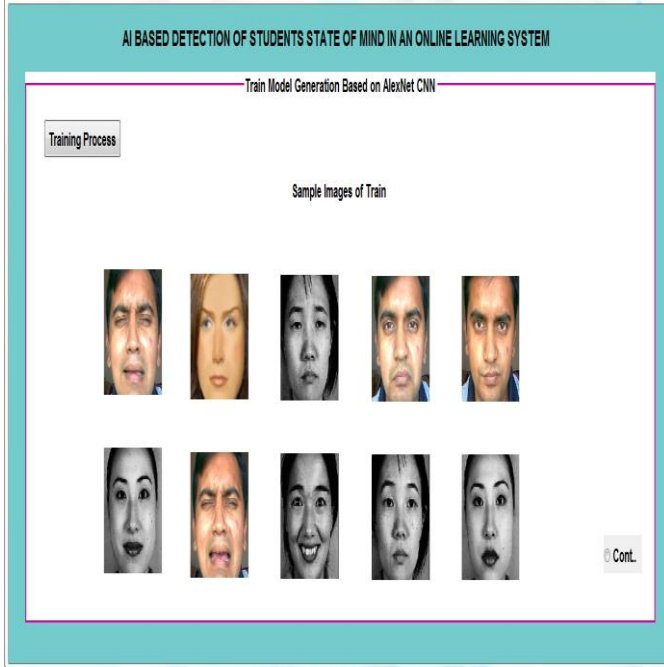 AI BASED DETECTION OF STUDENTS STATE OF MIND IN AN ONLINE LEARNING SYSTEM
Train Model Generation Based on AlexNet CNN
Training Process
Sample Images of Train
Cont..